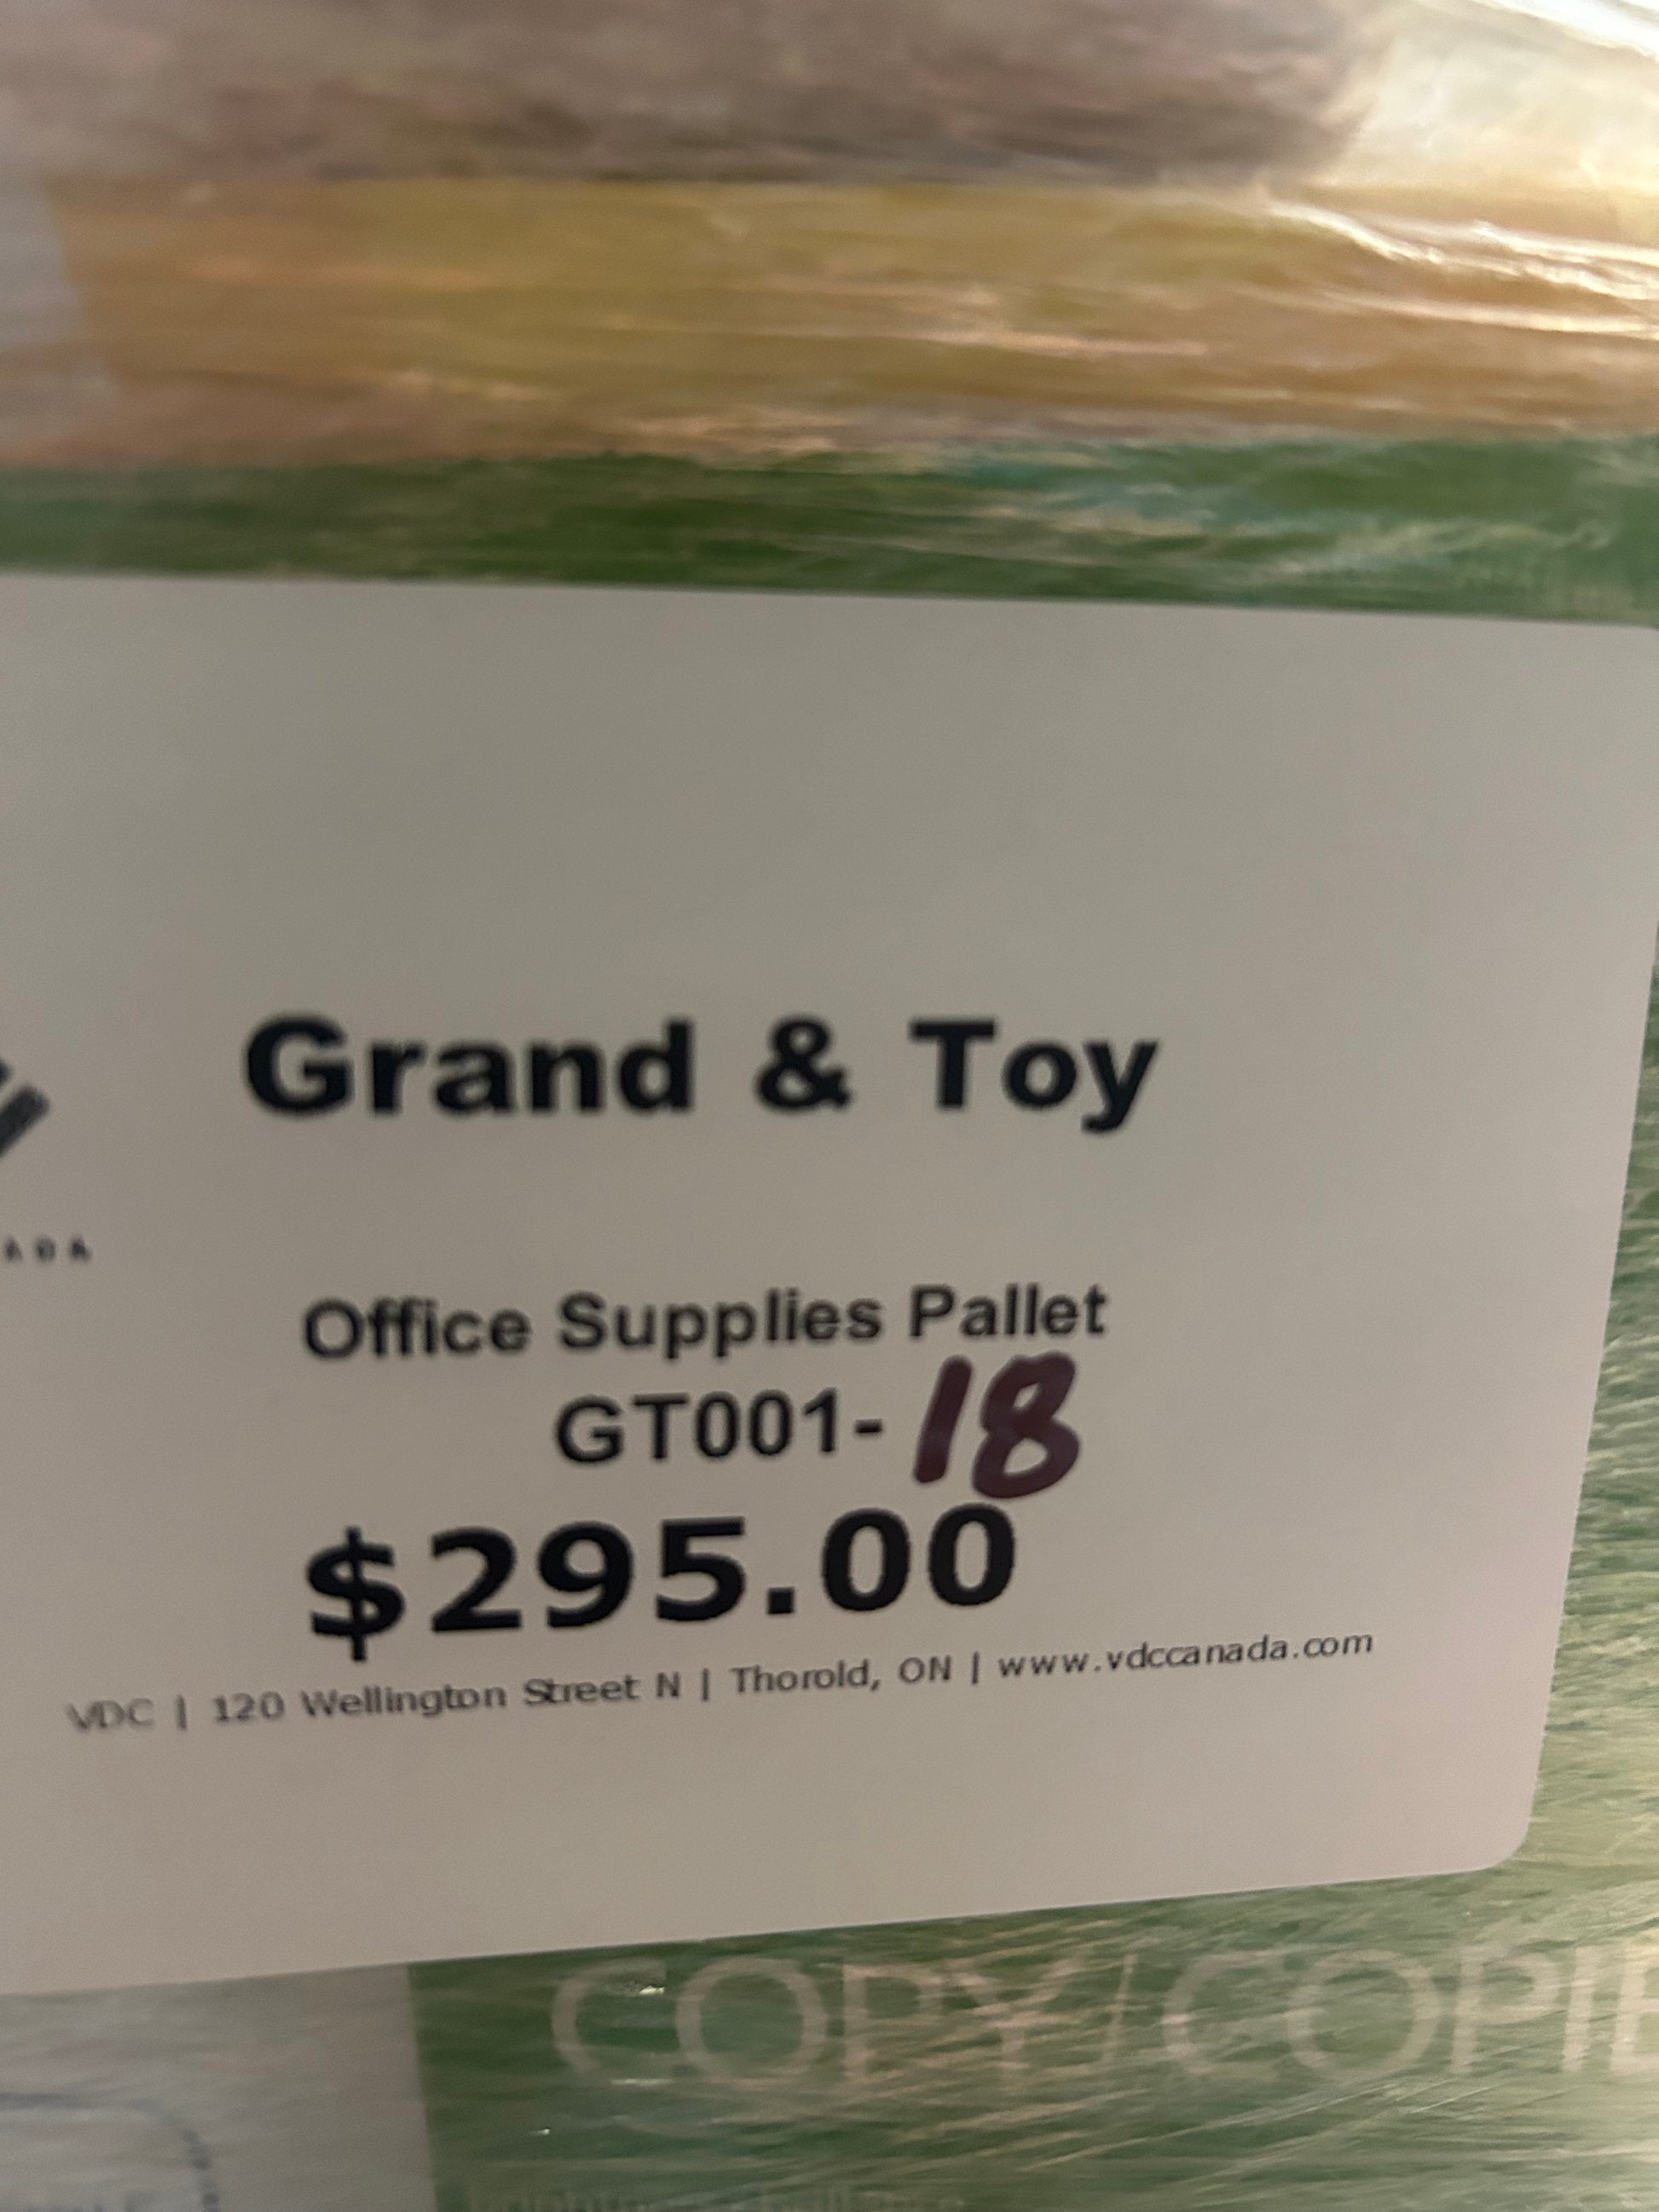 Grand & Toy
ADA
Office Supplies Pallet
GT001-18
$295.00
VDC | 120 Wellington Street N | Thorold, ON | www.vdccanada.com
COPY/COPIE